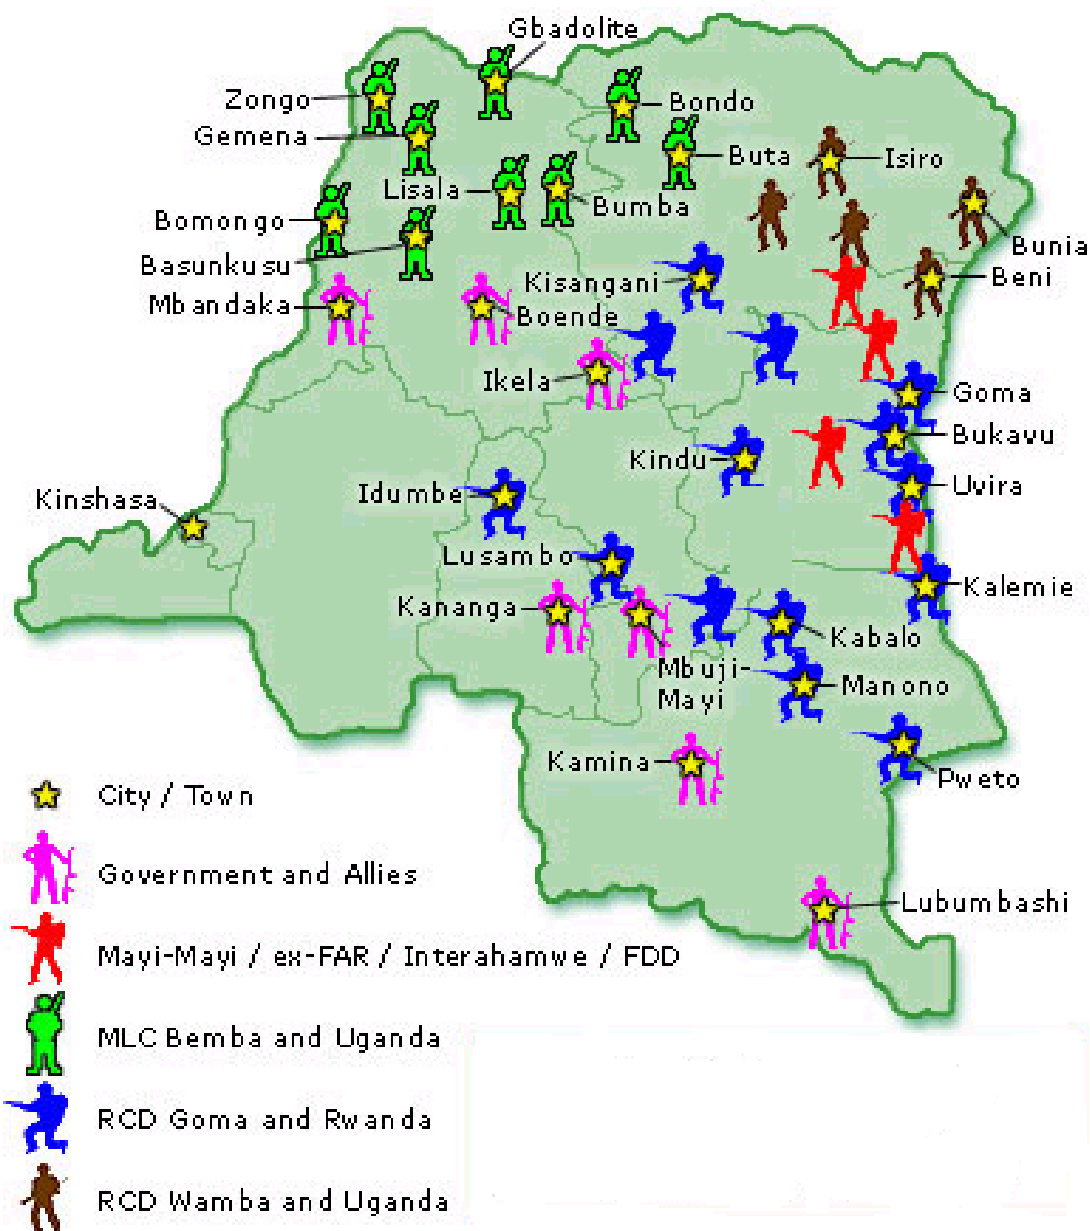 Gbadolite
Zongo
Bondo
Gemena
Buta
Isiro
Lisala
Bumba
Bomongo
Bunia
Basunkusu
Kisangani
Beni
Mbandaka
Boende
Ikela
Goma
Bukavu
Kindu
Uvira
Idumbe
Kinshasa
Lusambo
Kalemie
Kananga
Kabalo
Mbuji-
Mayi
Manono
Kamina
Pweto
City / Town
Government and Allies
Lubumbashi
Mayi-Mayi / ex-FAR / Interahamwe / FDD
MLC Bemba and Uganda
RCD Goma and Rwanda
RCD Wamba and Uganda